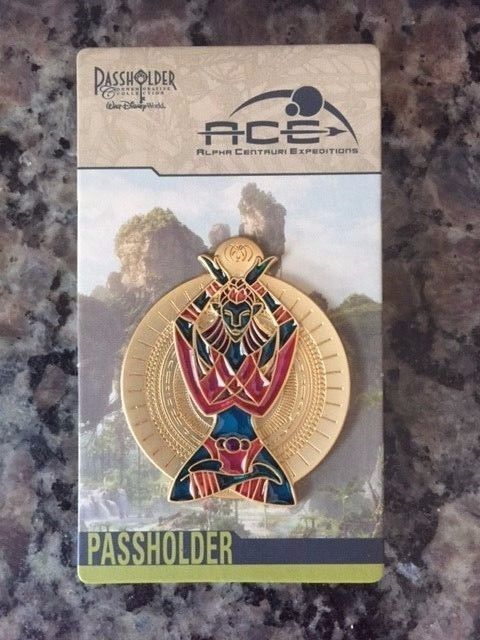 PASSHOLDER
COMMEMORATIVE
COLLECTION
Walt Disney World
ACE
ALPHA CENTAURI EXPEDITIONS
PASSHOLDER